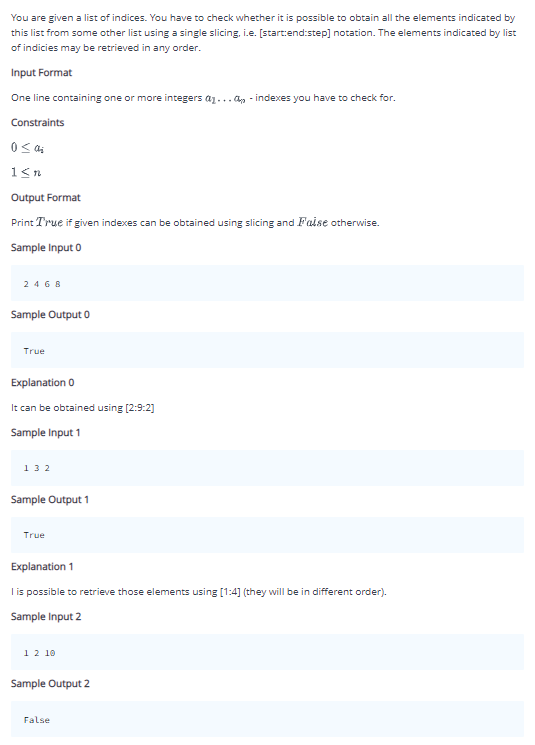 You are given a list of indices. You have to check whether it is possible to obtain all the elements indicated by
this list from some other list using a single slicing, i.e. [start:end:step] notation. The elements indicated by list
of indicies may be retrieved in any order.
Input Format
One line containing one or more integers a₁...aₙ - indexes you have to check for.
Constraints
0 ≤ aᵢ
1 ≤ n
Output Format
Print True if given indexes can be obtained using slicing and False otherwise.
Sample Input 0
2 4 6 8
Sample Output 0
True
Explanation 0
It can be obtained using [2:9:2]
Sample Input 1
1 3 2
Sample Output 1
True
Explanation 1
I is possible to retrieve those elements using [1:4] (they will be in different order).
Sample Input 2
1 2 10
Sample Output 2
False